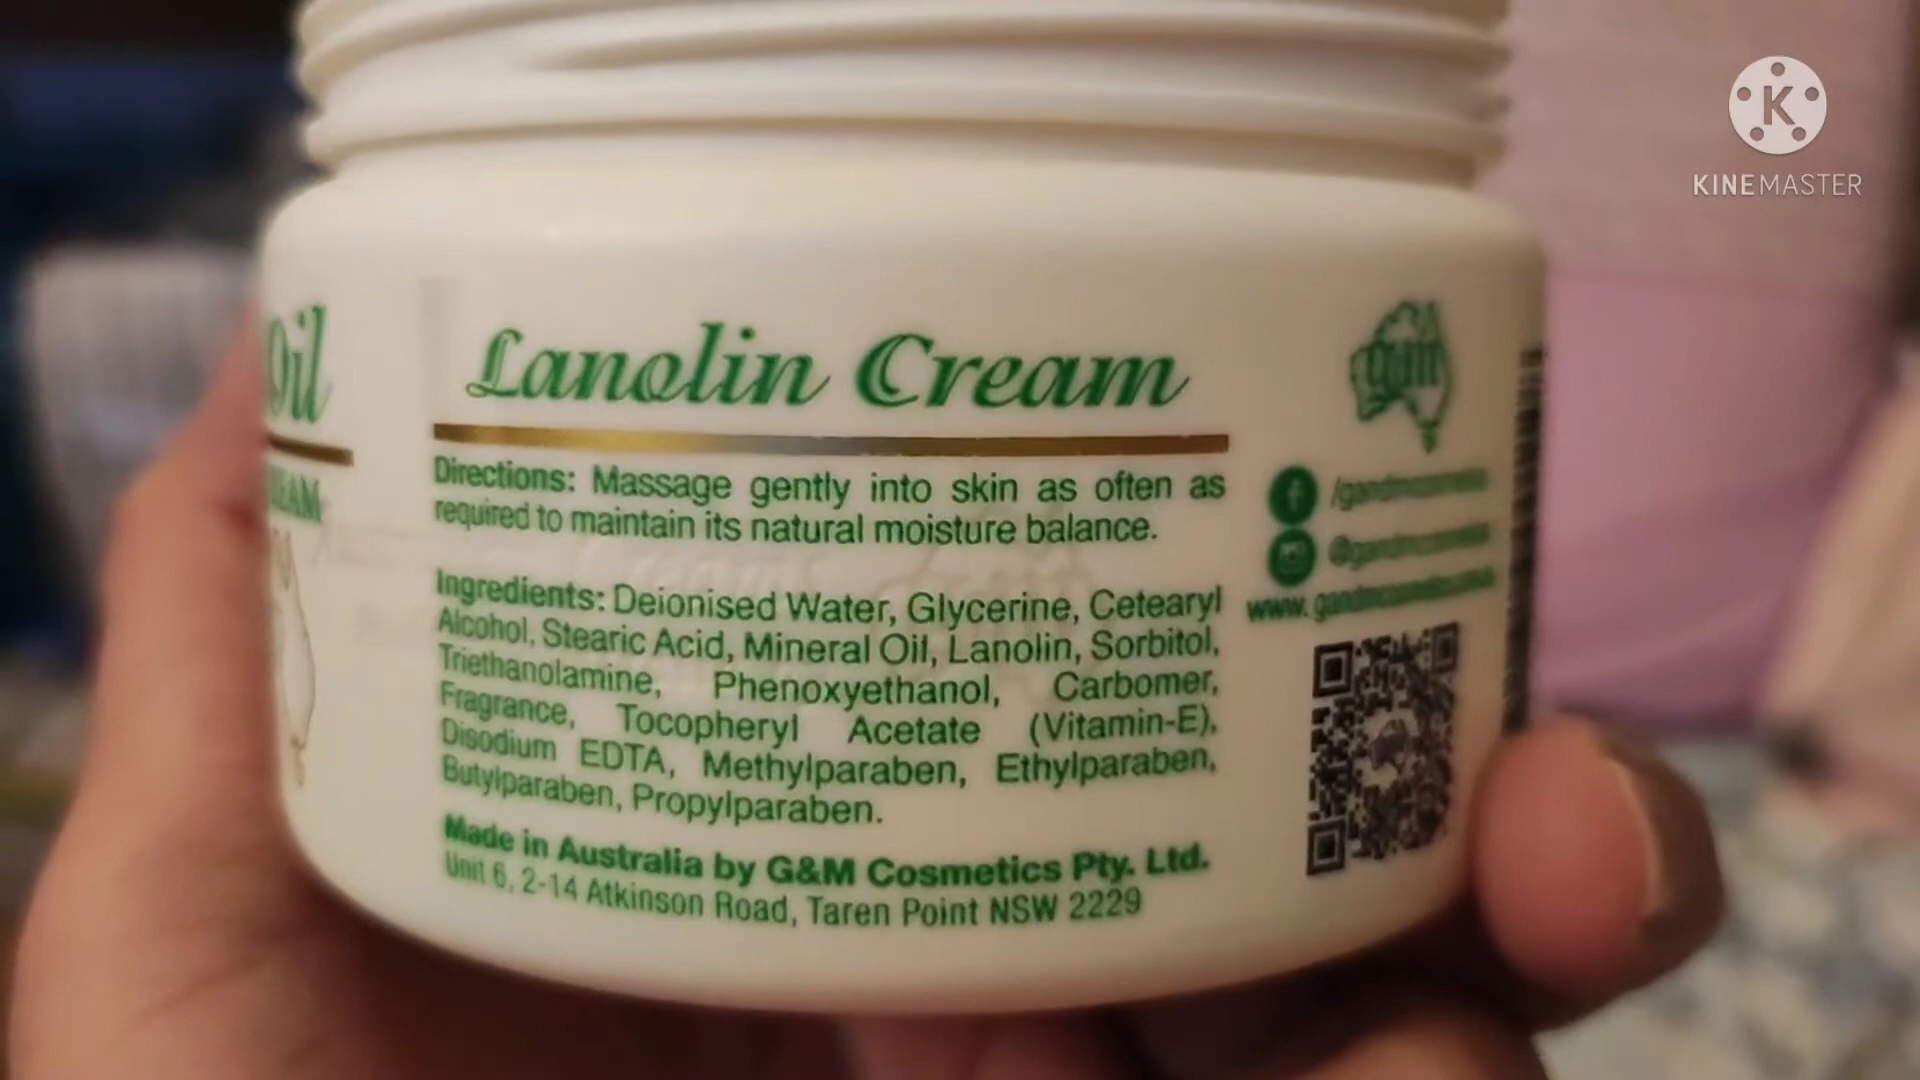 KINEMASTER
Oil
Lanolin Cream
gm
Directions: Massage gently into skin as often as
required to maintain its natural moisture balance.
Ingredients: Deionised Water, Glycerine, Cetearyl
Alcohol, Stearic Acid, Mineral Oil, Lanolin, Sorbitol,
Triethanolamine, Phenoxyethanol, Carbomer,
Fragrance, Tocopheryl Acetate (Vitamin-E),
Disodium EDTA, Methylparaben, Ethylparaben,
Butylparaben, Propylparaben.
Made in Australia by G&M Cosmetics Pty. Ltd.
Unit 6, 2-14 Atkinson Road, Taren Point NSW 2229
/gandmcosmetics
@gandmcosmetics